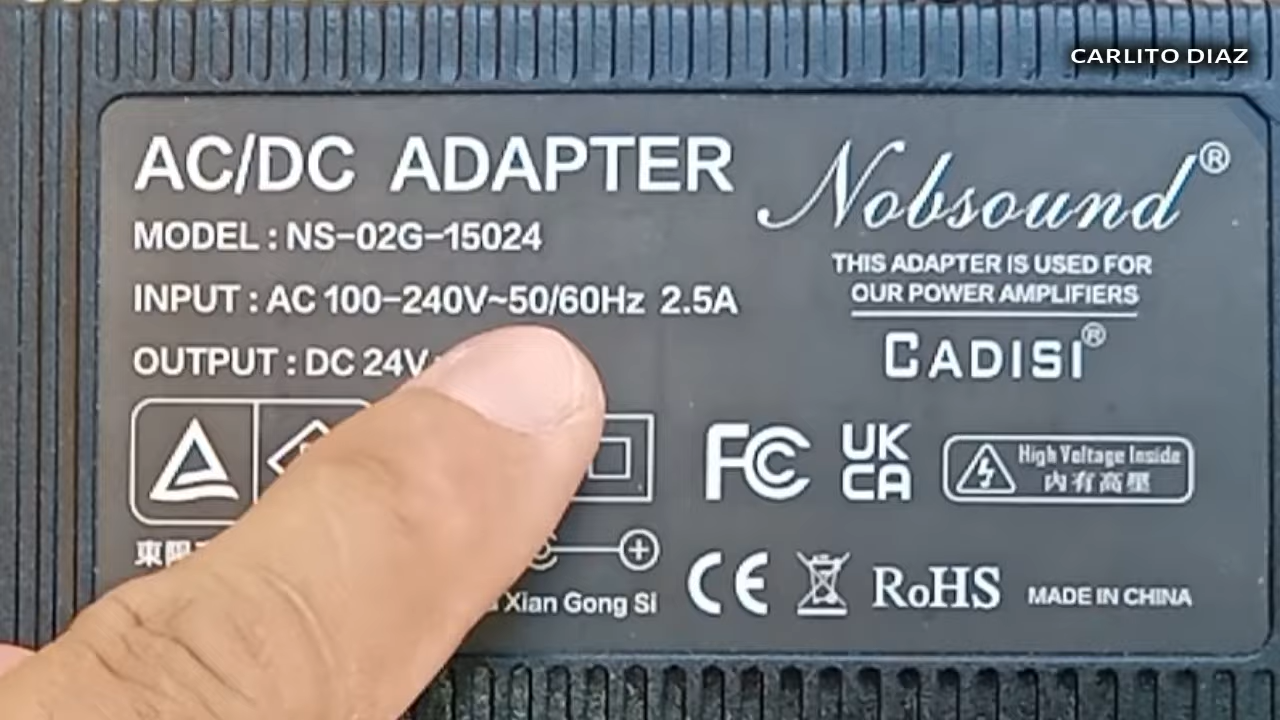 CARLITO DIAZ
AC/DC ADAPTER
MODEL : NS-02G-15024
INPUT : AC 100-240V~50/60Hz 2.5A
OUTPUT : DC 24V
Nobsound®
THIS ADAPTER IS USED FOR
OUR POWER AMPLIFIERS
CADISI®
FC
UK
CA
High Voltage Inside
内有高壓
東陽
Xian Gong Si
CE
RoHS
MADE IN CHINA